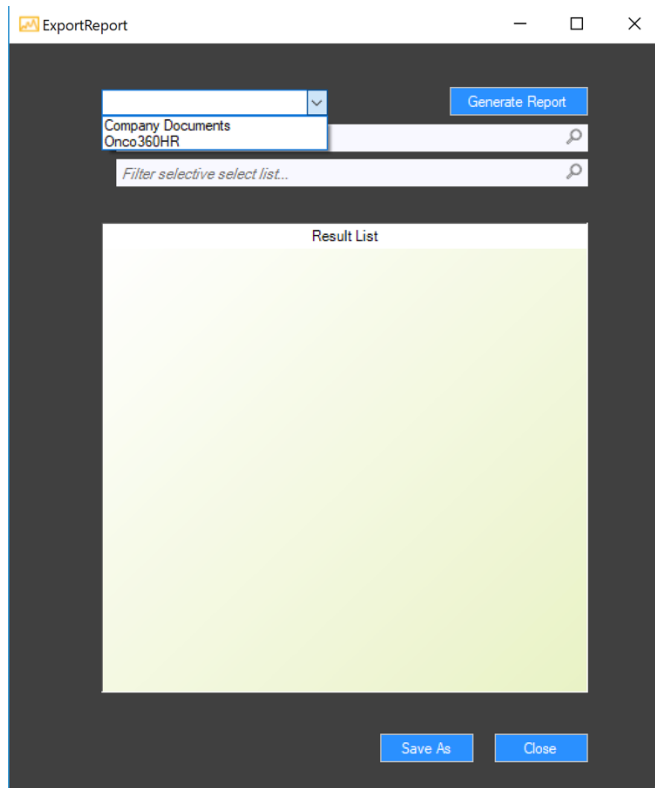 ExportReport
Generate Report
Company Documents
Onco360HR
Filter selective select list...
Result List
Save As
Close